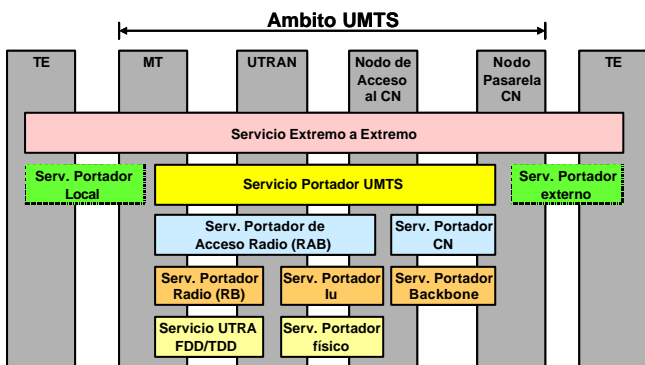 Ambito UMTS
TE
MT
UTRAN
Nodo de
Acceso
al CN
Nodo
Pasarela
CN
TE
Servicio Extremo a Extremo
Serv. Portador
Local
Servicio Portador UMTS
Serv. Portador
externo
Serv. Portador de
Acceso Radio (RAB)
Serv. Portador
CN
Serv. Portador
Radio (RB)
Serv. Portador
Iu
Serv. Portador
Backbone
Servicio UTRA
FDD/TDD
Serv. Portador
físico